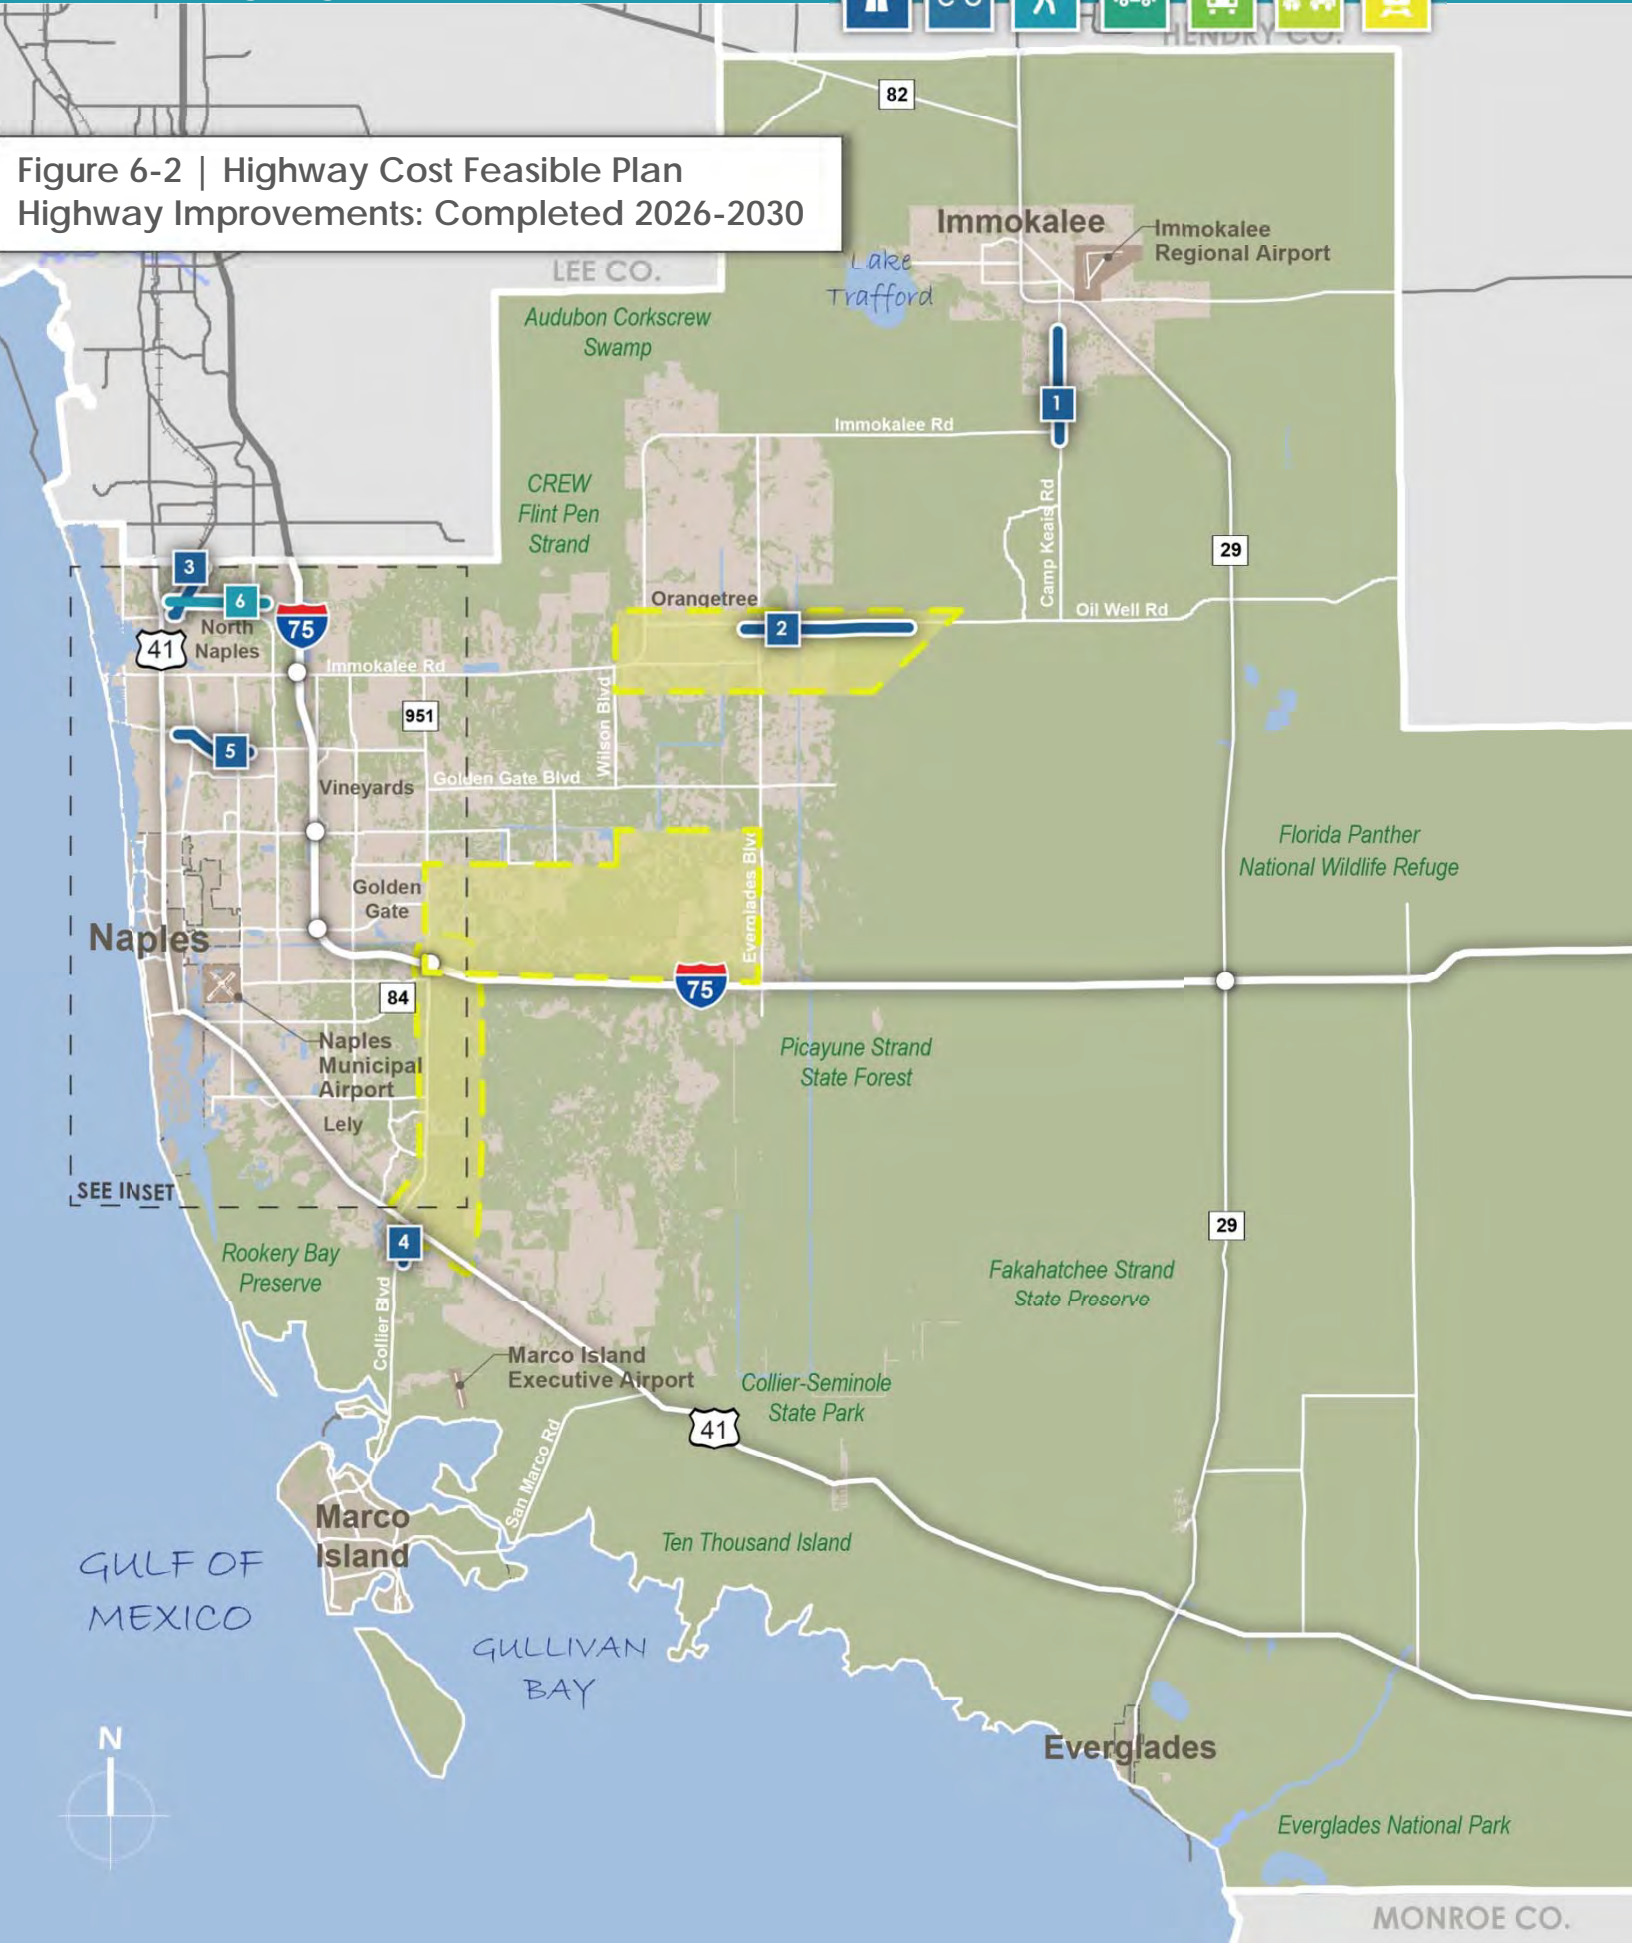 HENDRY CO.
82
Figure 6-2 | Highway Cost Feasible Plan
Highway Improvements: Completed 2026-2030
Immokalee
Immokalee
Regional Airport
LEE CO.
Lake
Trafford
Audubon Corkscrew
Swamp
1
Immokalee Rd
CREW
Flint Pen
Strand
Camp Keais Rd
29
3
6
Orangetree
Oil Well Rd
2
North
Naples
75
41
Immokalee Rd
951
Wilson Blvd
5
Vineyards
Golden Gate Blvd
Florida Panther
National Wildlife Refuge
Everglades Blvd
Golden
Gate
Naples
75
84
Naples
Municipal
Airport
Picayune Strand
State Forest
Lely
SEE INSET
29
4
Rookery Bay
Preserve
Fakahatchee Strand
State Preserve
Collier Blvd
Marco Island
Executive Airport
Collier-Seminole
State Park
41
San Marco Rd
Marco
Island
Ten Thousand Island
GULF OF
MEXICO
GULLIVAN
BAY
N
Everglades
Everglades National Park
MONROE CO.